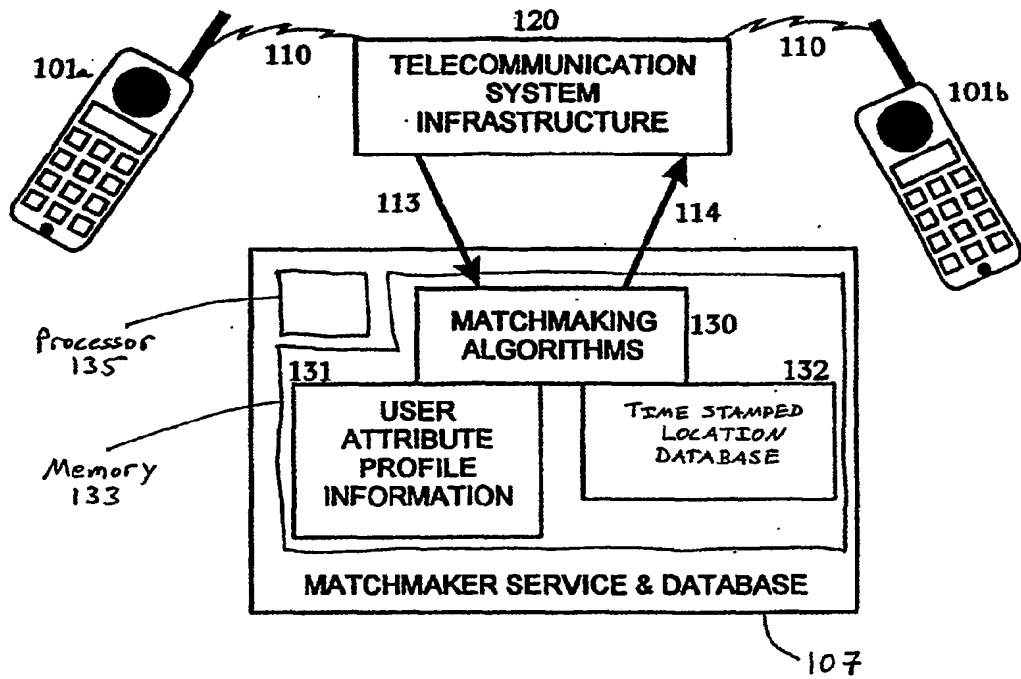 120
101a
110
110
101b
TELECOMMUNICATION
SYSTEM
INFRASTRUCTURE
113
114
Processor
135
MATCHMAKING
ALGORITHMS
130
131
132
USER
ATTRIBUTE
PROFILE
INFORMATION
TIME STAMPED
LOCATION
DATABASE
Memory
133
MATCHMAKER SERVICE & DATABASE
107